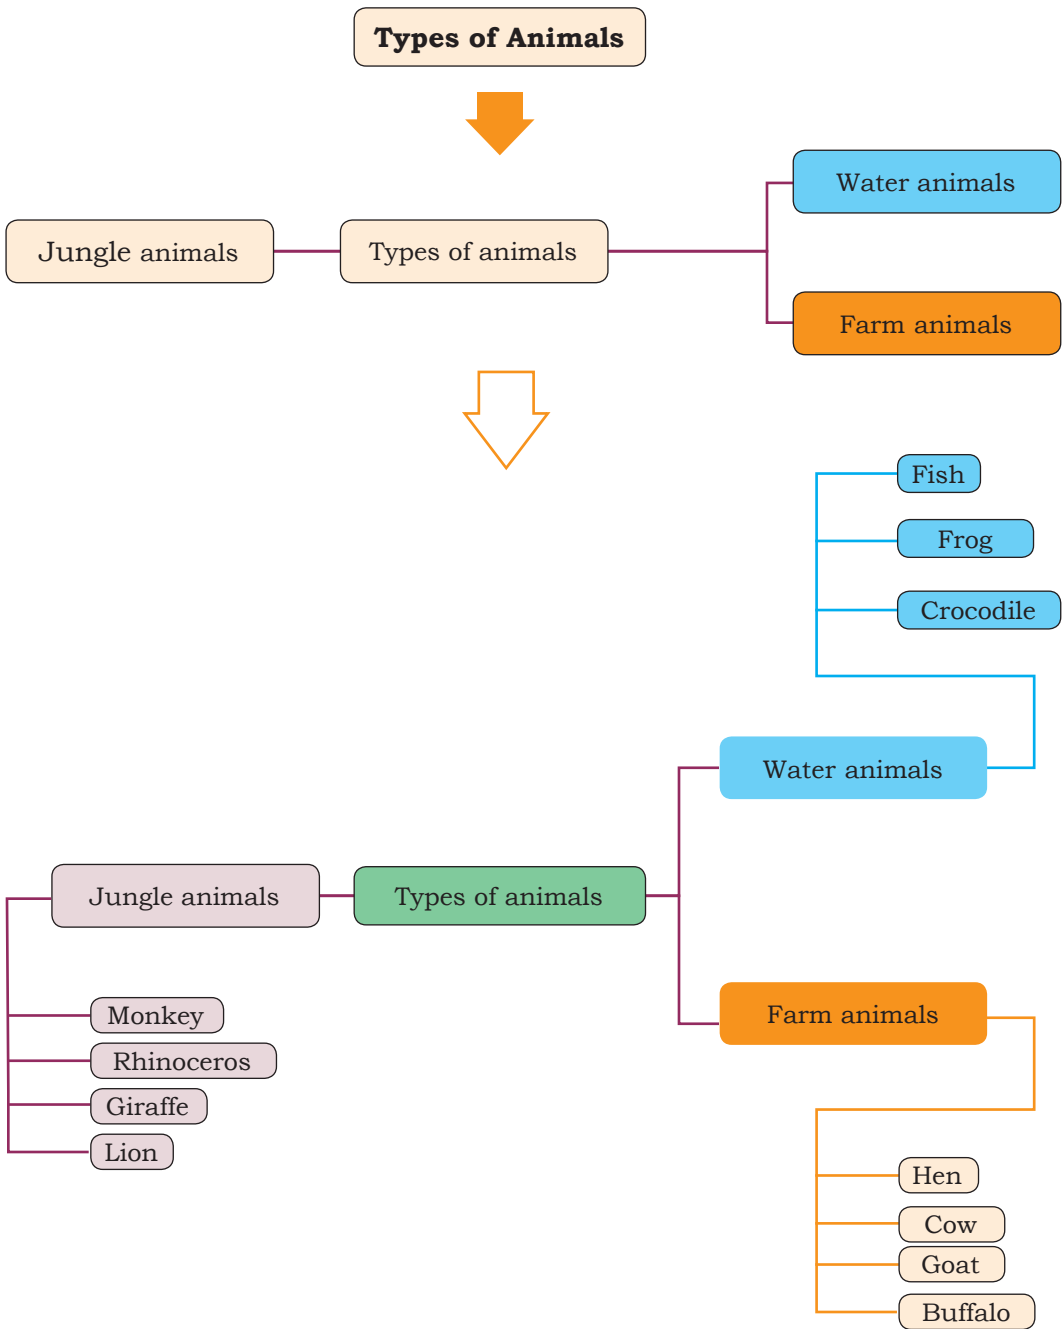 Types of Animals
Water animals
Jungle animals
Types of animals
Farm animals
Fish
Frog
Crocodile
Water animals
Jungle animals
Types of animals
Farm animals
Monkey
Rhinoceros
Giraffe
Lion
Hen
Cow
Goat
Buffalo